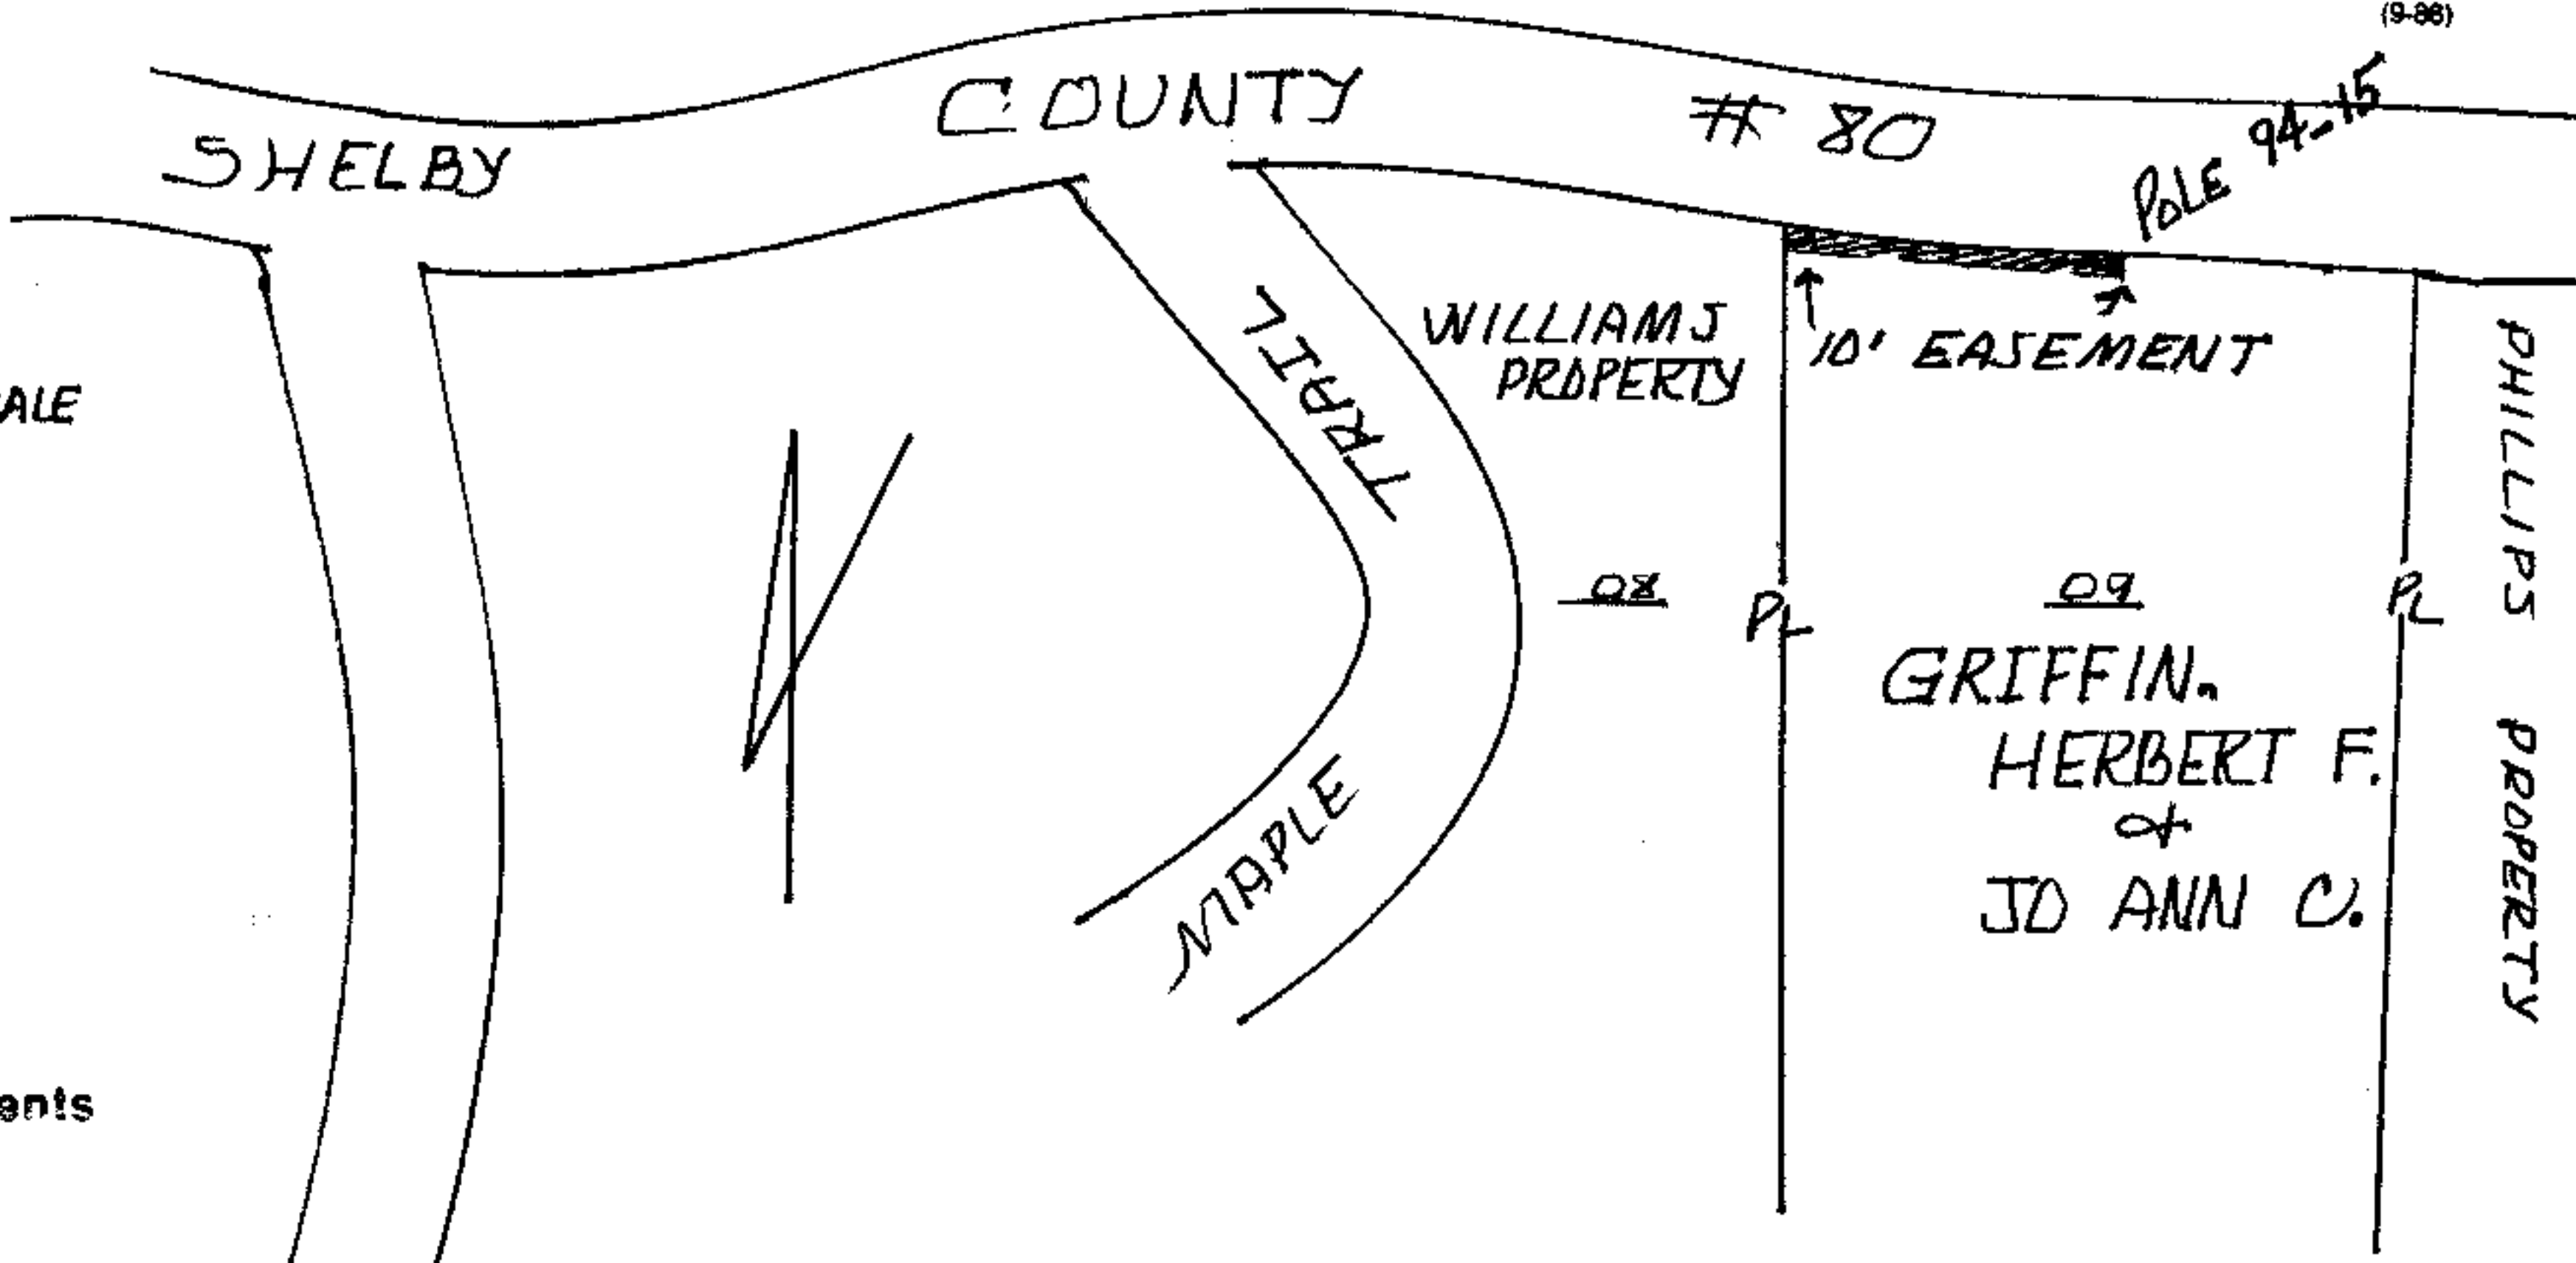 (9-86)
SHELBY COUNTY # 80
POLE 94-15
TRAIL
MAPLE
WILLIAMS
PROPERTY
10' EASEMENT
ALE
08
PL
09
PL
GRIFFIN.
HERBERT F.
&
JO ANN C.
PHILLIPS PROPERTY
ents